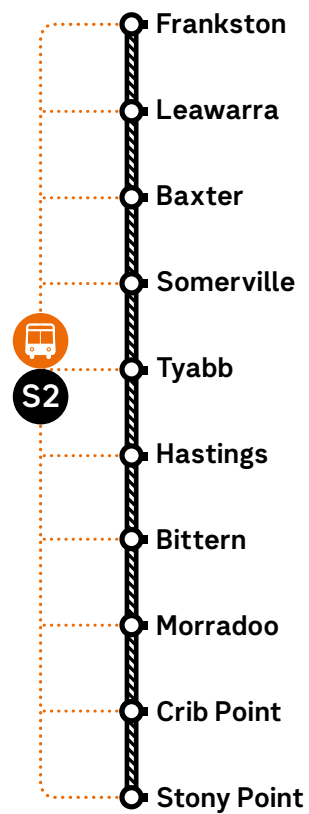 Frankston
Leawarra
Baxter
Somerville
Tyabb
S2
Hastings
Bittern
Morradoo
Crib Point
Stony Point